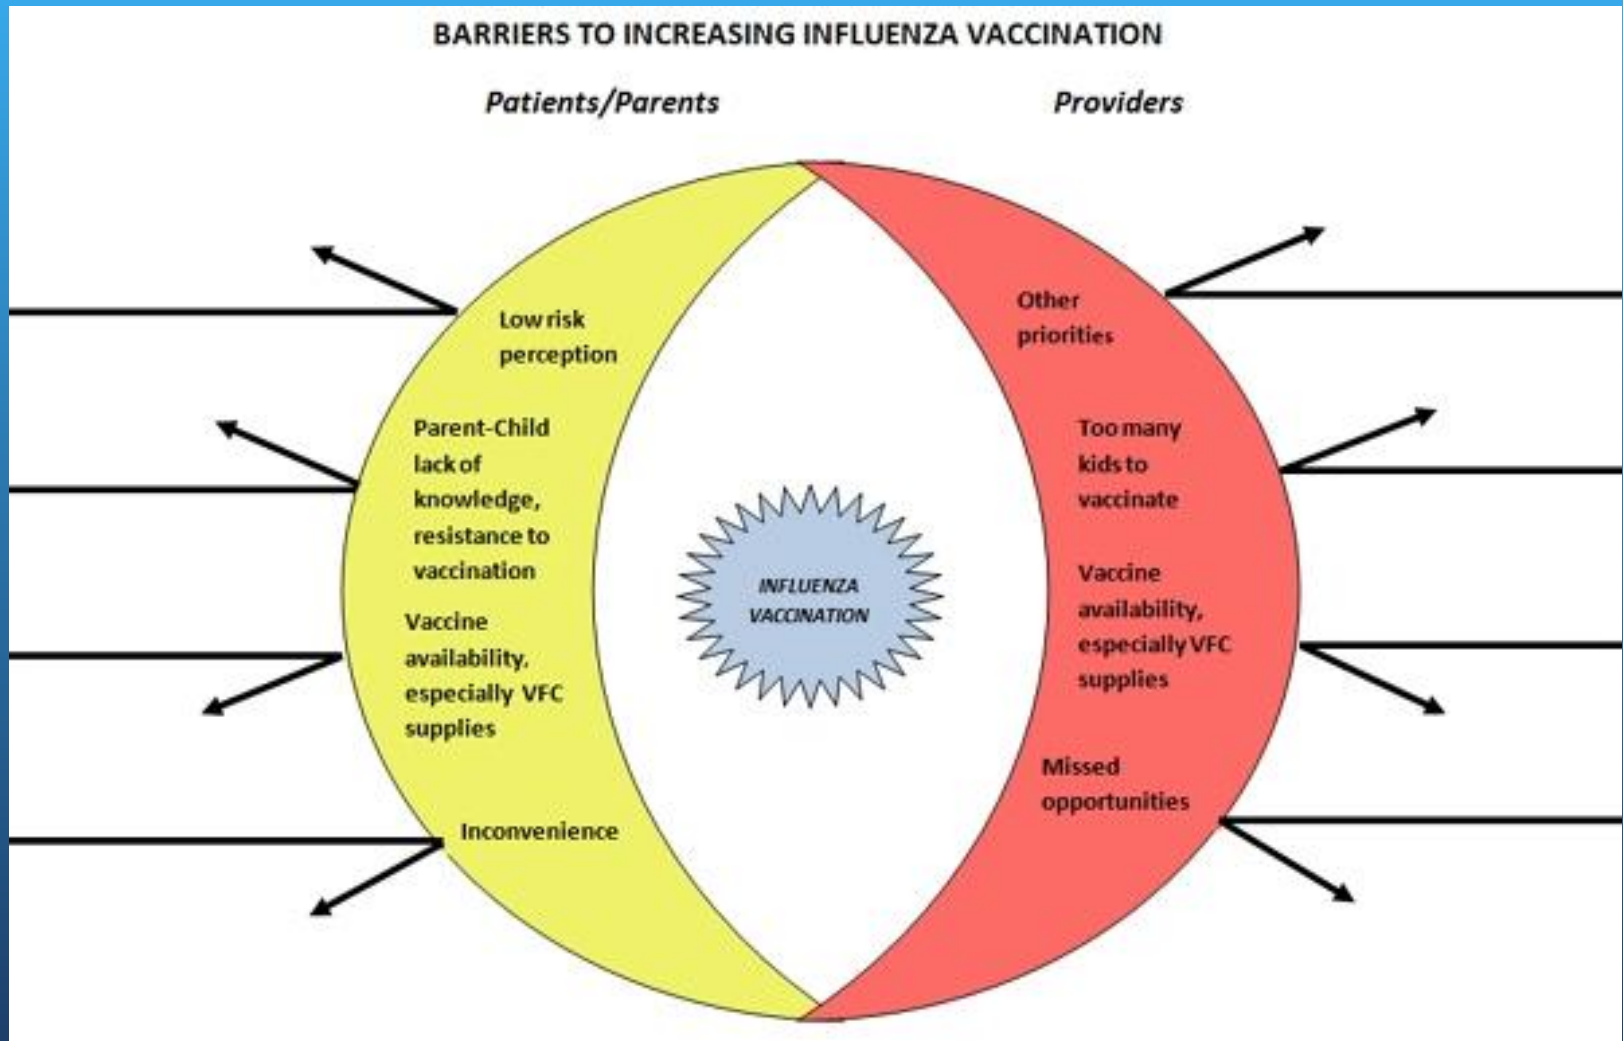 BARRIERS TO INCREASING INFLUENZA VACCINATION
Patients/Parents
Providers
Low risk
perception
Parent-Child
lack of
knowledge,
resistance to
vaccination
Vaccine
availability.
especially VFC
supplies
Inconvenience
INFLUENZA
VACCINATION
Other
priorities
Too many
kids to
vaccinate
Vaccine
availability,
especially VFC
supplies
Missed
opportunities